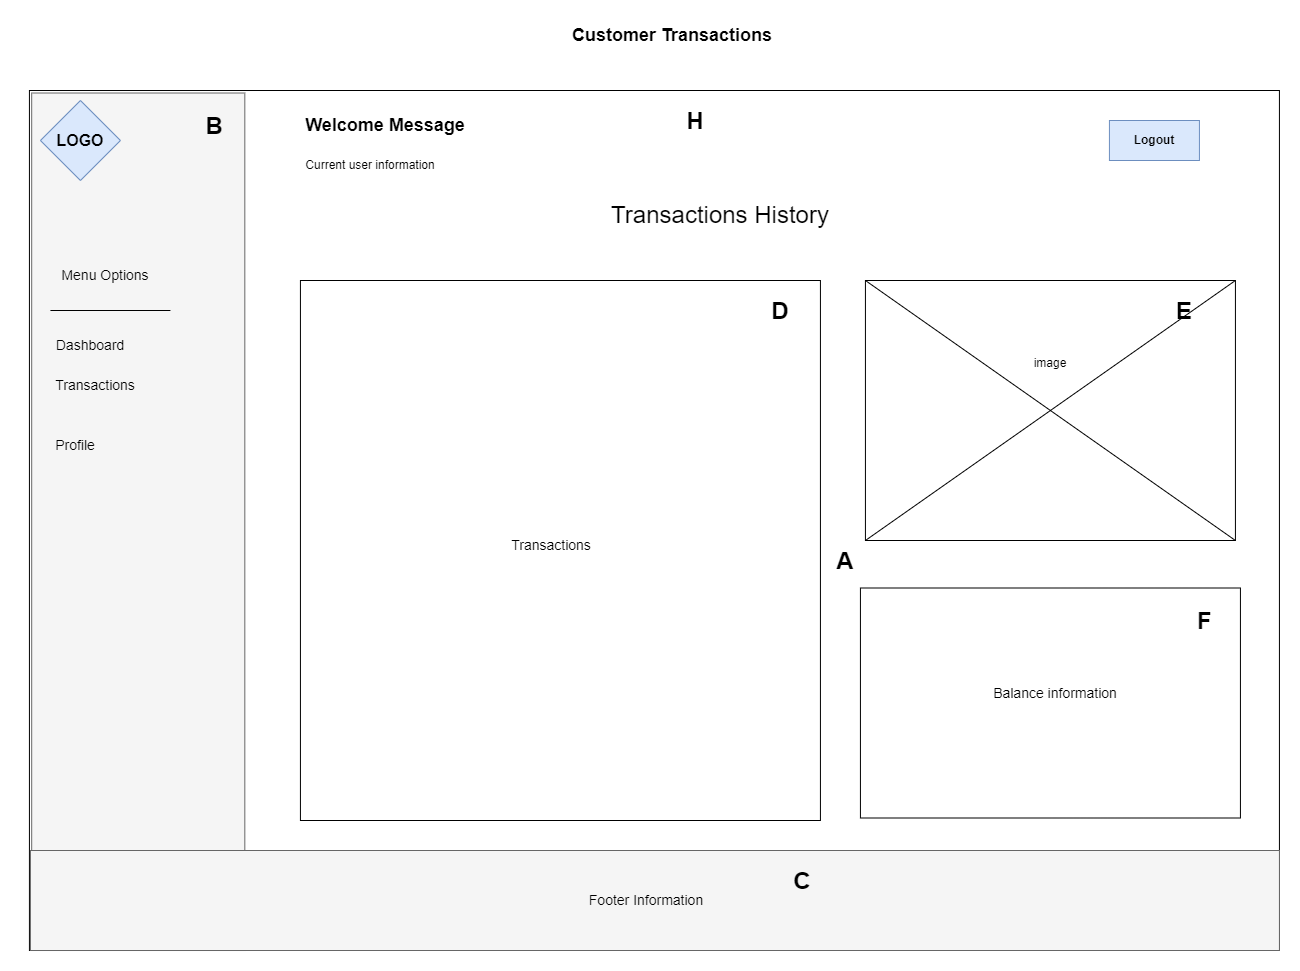 Customer Transactions
LOGO
B
Welcome Message
H
Logout
Current user information
Transactions History
Menu Options
Dashboard
Transactions
Profile
D
Transactions
E
image
A
F
Balance information
C
Footer Information